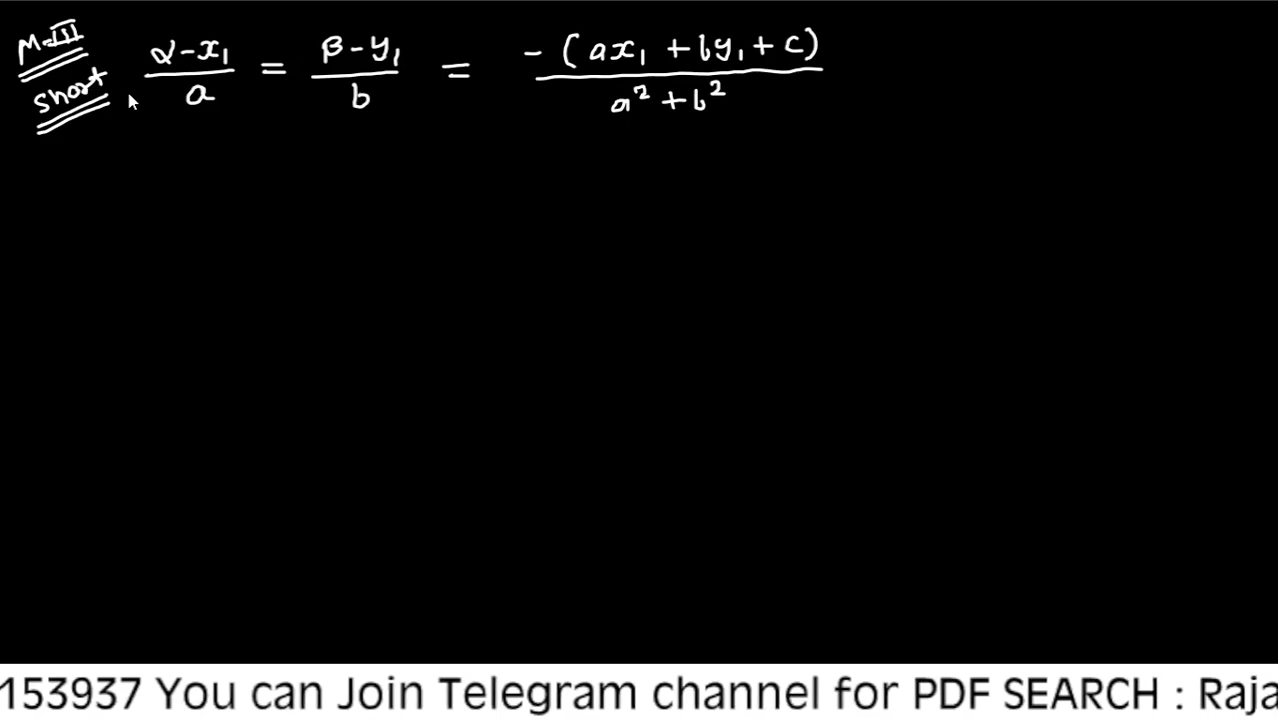 M-III
Short
α-x₁/a = β-y₁/b = -(ax₁+by₁+c)/a²+b²
153937 You can Join Telegram channel for PDF SEARCH : Raja